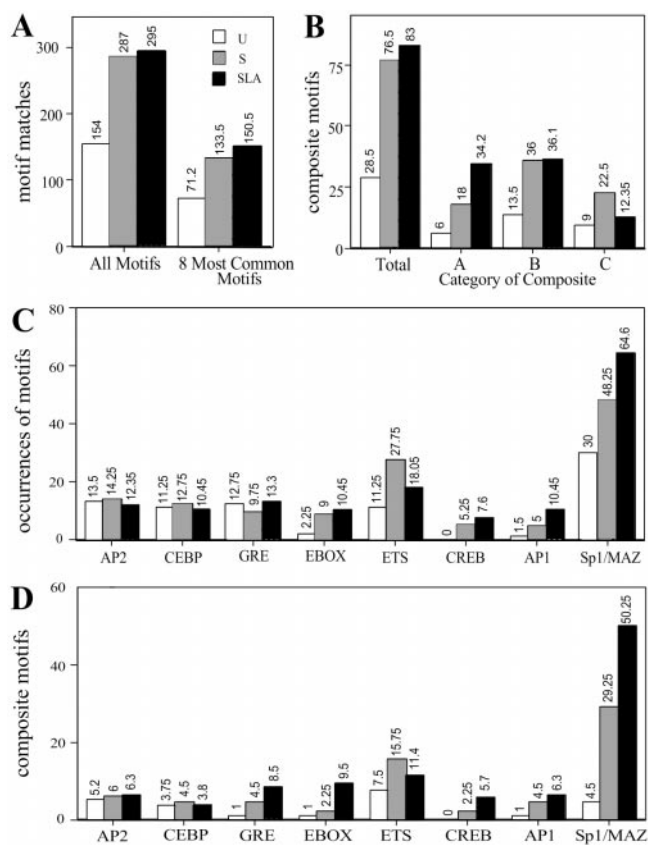 A
motif matches
300
200
100
0
154
287
295
71.2
133.5
150.5
All Motifs
8 Most Common
Motifs
U
S
SLA
B
composite motifs
75
50
25
0
28.5
76.5
83
6
18
34.2
13.5
36
36.1
9
22.5
12.35
Total
A
B
C
Category of Composite
C
occurrences of motifs
80
60
40
20
0
13.5
14.25
12.35
11.25
12.75
10.45
12.75
9.75
13.3
2.25
9
10.45
11.25
27.75
18.05
0
5.25
7.6
1.5
5
10.45
30
48.25
64.6
AP2
CEBP
GRE
EBOX
ETS
CREB
AP1
Sp1/MAZ
D
composite motifs
60
40
20
0
5.2
6
6.3
3.75
4.5
3.8
1
4.5
8.5
1
2.25
9.5
7.5
15.75
11.4
0
2.25
5.7
1
4.5
6.3
4.5
29.25
50.25
AP2
CEBP
GRE
EBOX
ETS
CREB
AP1
Sp1/MAZ